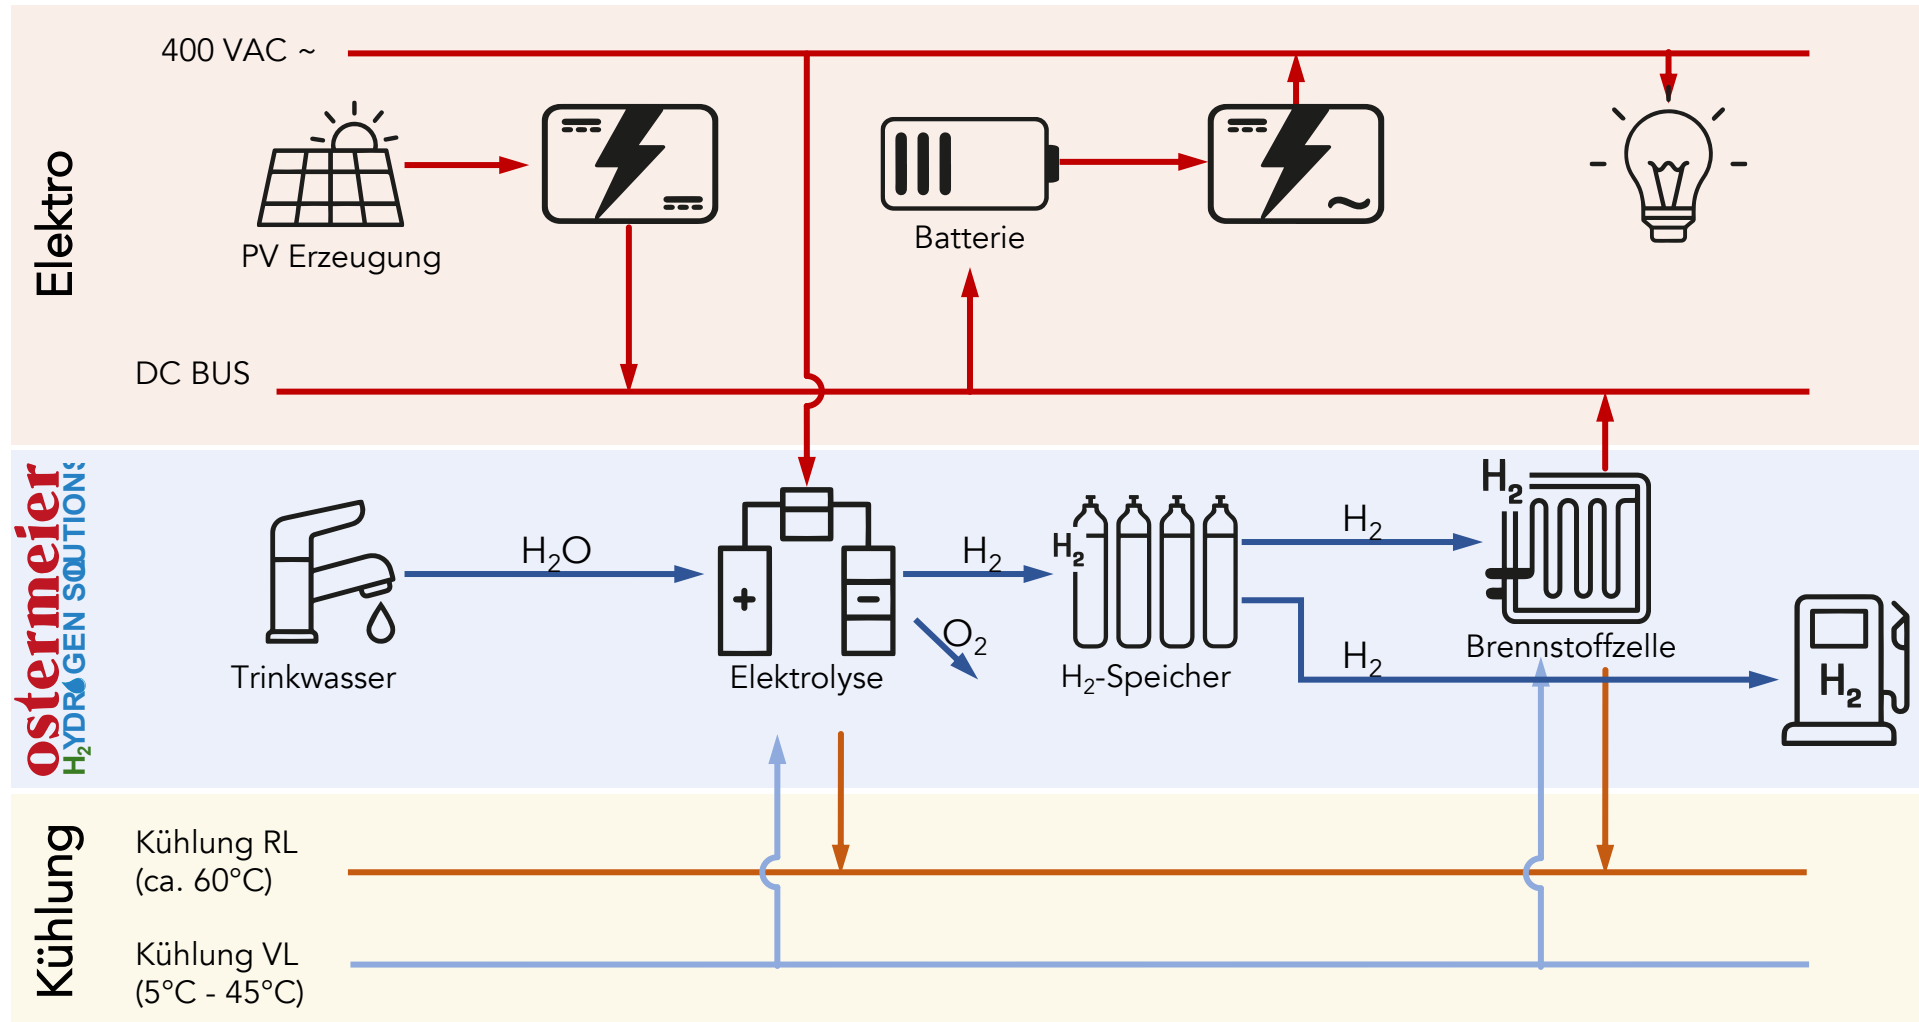 400 VAC ~
Elektro
PV Erzeugung
Batterie
DC BUS
ostermeier
H₂YDROGEN SOLUTIONS
H₂O
H₂
H₂
H₂
H₂
O₂
+
-
H₂
H₂
Trinkwasser
Elektrolyse
H₂-Speicher
Brennstoffzelle
Kühlung
Kühlung RL
(ca. 60°C)
Kühlung VL
(5°C - 45°C)